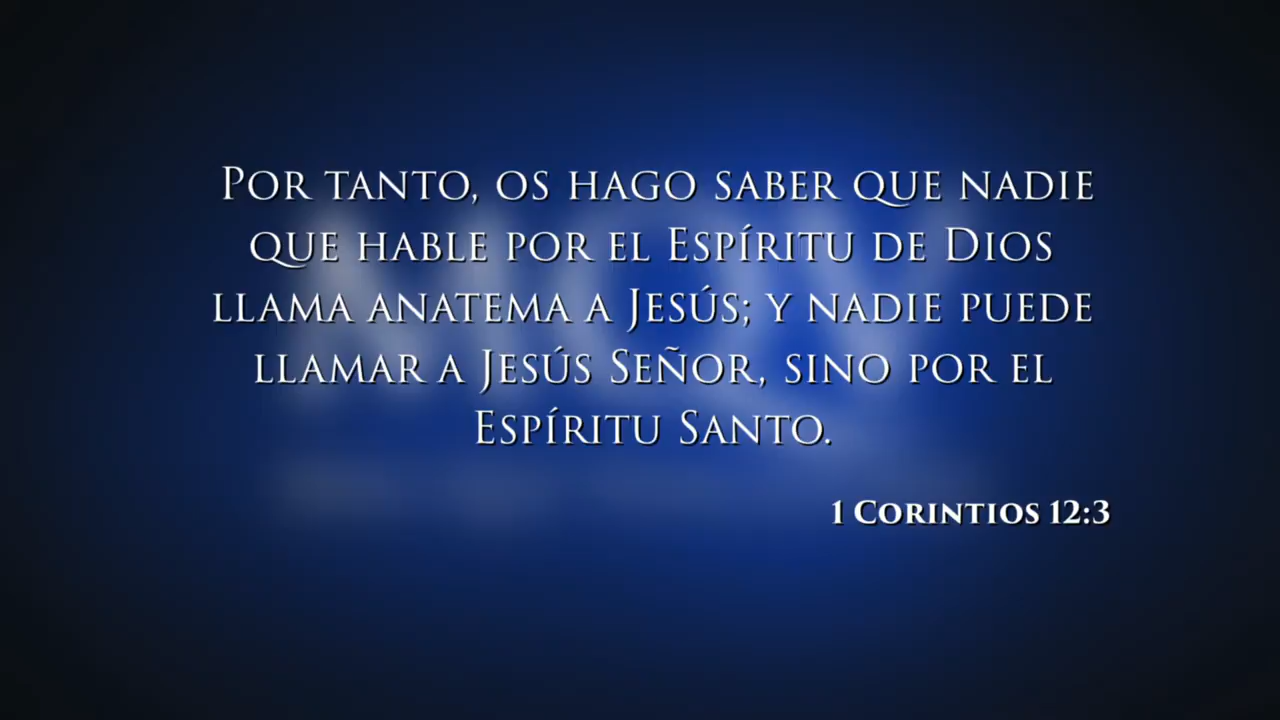 Por tanto, os hago saber que nadie
que hable por el Espíritu de Dios
llama anatema a Jesús; y nadie puede
llamar a Jesús Señor, sino por el
Espíritu Santo.
1 Corintios 12:3